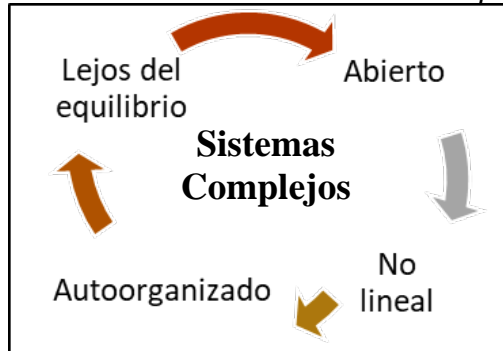 Lejos del
equilibrio
Abierto
Sistemas
Complejos
No
lineal
Autoorganizado